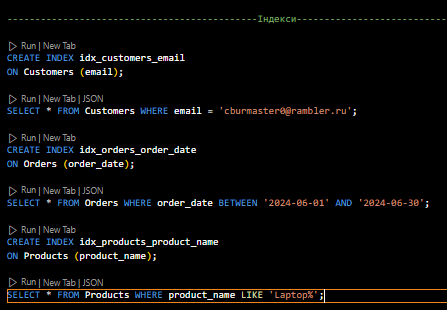 --------------------------------------------------Індекси------------------------------
Run | New Tab
CREATE INDEX idx_customers_email
ON Customers (email);
Run | New Tab | JSON
SELECT * FROM Customers WHERE email = 'cburmaster0@rambler.ru';
Run | New Tab
CREATE INDEX idx_orders_order_date
ON Orders (order_date);
Run | New Tab | JSON
SELECT * FROM Orders WHERE order_date BETWEEN '2024-06-01' AND '2024-06-30';
Run | New Tab
CREATE INDEX idx_products_product_name
ON Products (product_name);
Run | New Tab | JSON
SELECT * FROM Products WHERE product_name LIKE 'Laptop%';